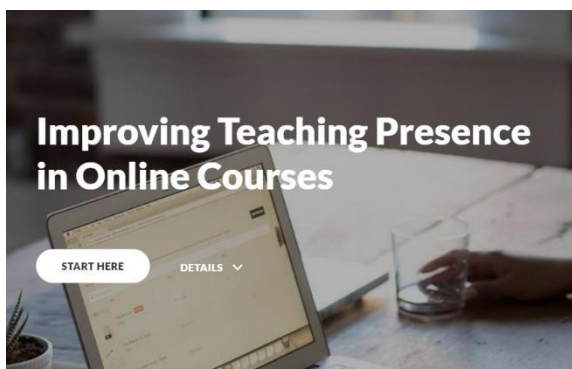 Improving Teaching Presence
in Online Courses
START HERE
DETAILS